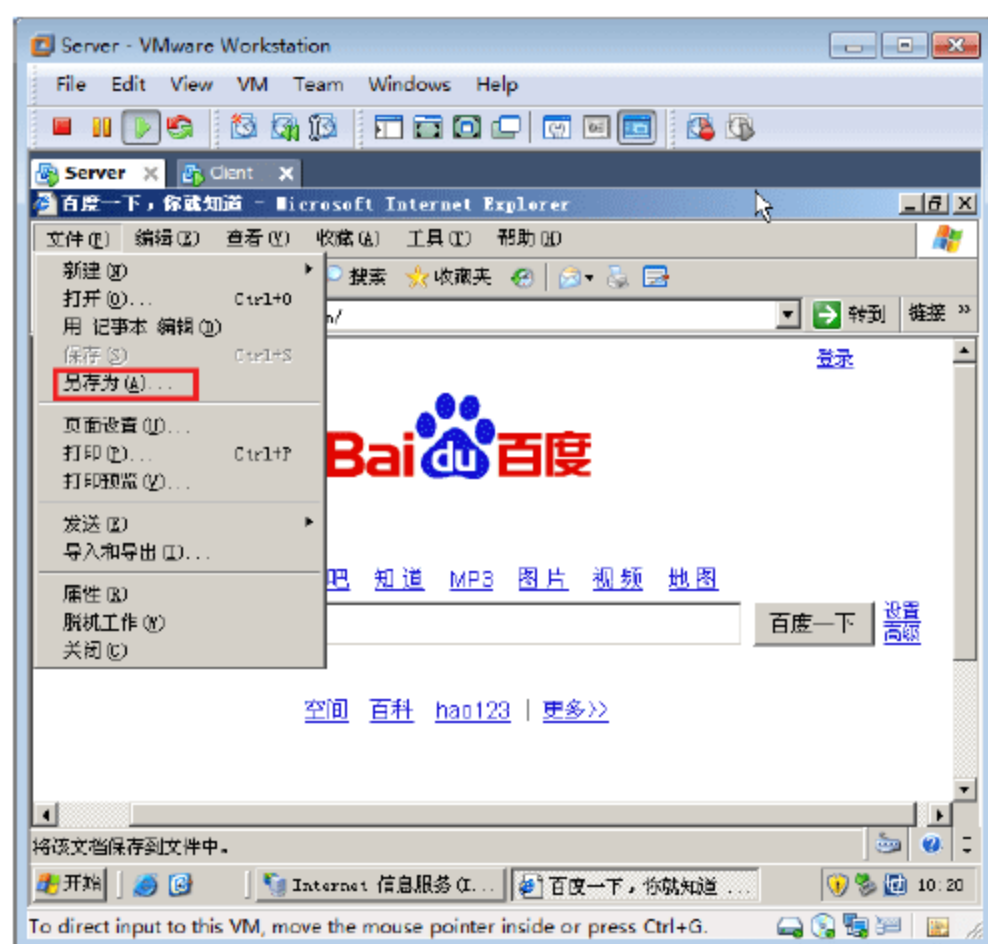 Server - VMware Workstation
File Edit View VM Team Windows Help
Server Client
百度一下，你就知道 - Microsoft Internet Explorer
文件(F) 编辑(E) 查看(V) 收藏(A) 工具(T) 帮助(H)
搜索 收藏夹
n/ 转到 链接 »
新建(N)
打开(O)... Ctrl+O
用 记事本 编辑(D)
保存(S) Ctrl+S
另存为(A)...
页面设置(U)...
打印(P)... Ctrl+P
打印预览(V)...
发送(E)
导入和导出(I)...
属性(R)
脱机工作(W)
关闭(C)
登录
Bai du 百度
吧 知道 MP3 图片 视频 地图
百度一下 设置
高级
空间 百科 hao123 | 更多>>
将该文档保存到文件中。
开始 Internet 信息服务(I... 百度一下，你就知道 ... 10:20
To direct input to this VM, move the mouse pointer inside or press Ctrl+G.